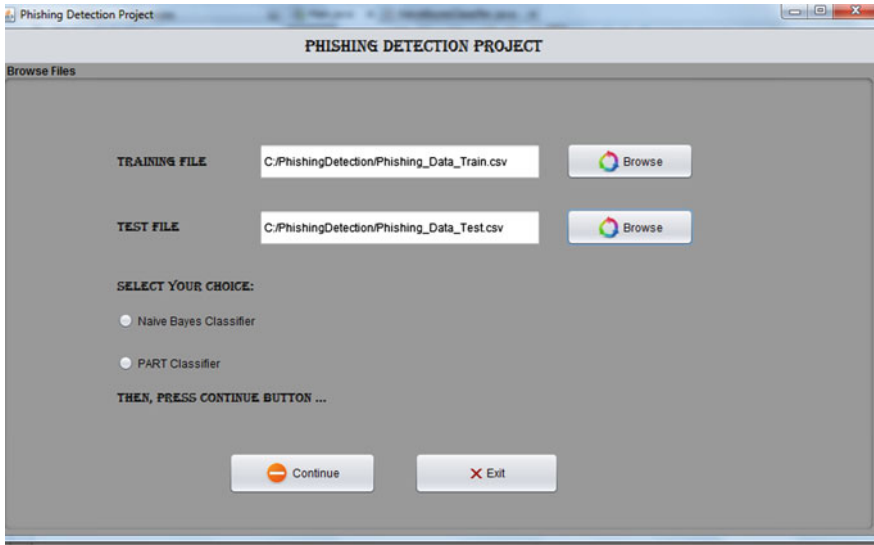 Phishing Detection Project
PHISHING DETECTION PROJECT
Browse Files
TRAINING FILE
C:/PhishingDetection/Phishing_Data_Train.csv
Browse
TEST FILE
C:/PhishingDetection/Phishing_Data_Test.csv
Browse
SELECT YOUR CHOICE:
Naive Bayes Classifier
PART Classifier
THEN, PRESS CONTINUE BUTTON ...
Continue
Exit